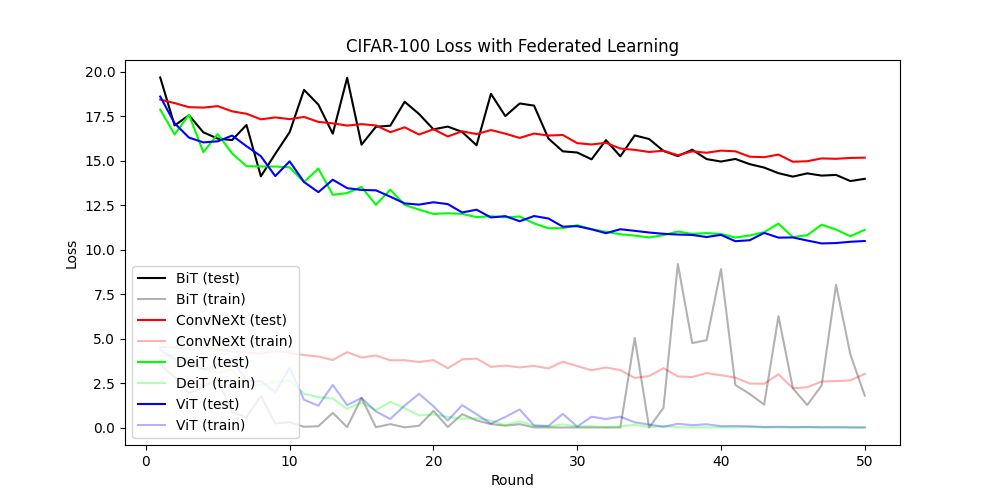 CIFAR-100 Loss with Federated Learning
20.0
17.5
15.0
12.5
10.0
7.5
5.0
2.5
0.0
Loss
BiT (test)
BiT (train)
ConvNeXt (test)
ConvNeXt (train)
DeiT (test)
DeiT (train)
ViT (test)
ViT (train)
0 10 20 30 40 50
Round